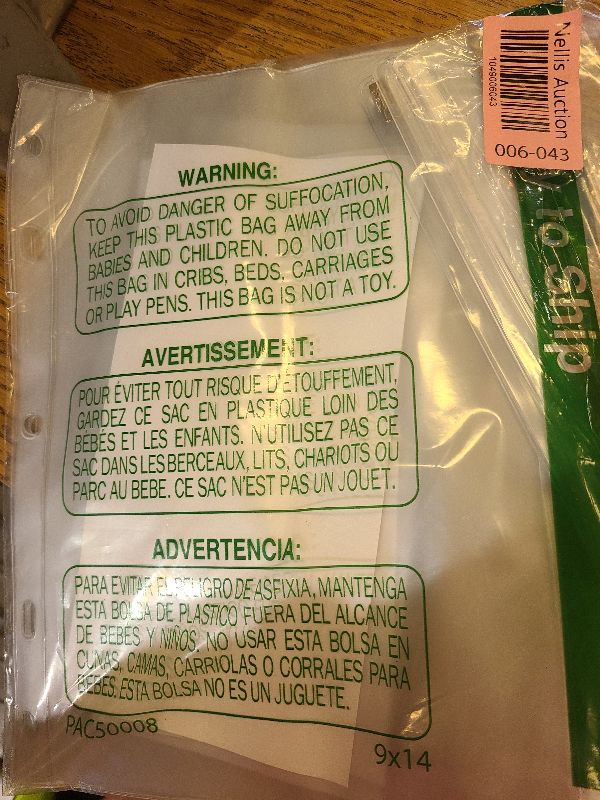 Nellis Auction
1049006043
006-043
to Ship
WARNING:
TO AVOID DANGER OF SUFFOCATION,
KEEP THIS PLASTIC BAG AWAY FROM
BABIES AND CHILDREN. DO NOT USE
THIS BAG IN CRIBS, BEDS, CARRIAGES
OR PLAY PENS. THIS BAG IS NOT A TOY.
AVERTISSEMENT:
POUR ÉVITER TOUT RISQUE D'ÉTOUFFEMENT,
GARDEZ CE SAC EN PLASTIQUE LOIN DES
BÉBÉS ET LES ENFANTS. N'UTILISEZ PAS CE
SAC DANS LES BERCEAUX, LITS, CHARIOTS OU
PARC AU BEBE. CE SAC N'EST PAS UN JOUET.
ADVERTENCIA:
PARA EVITAR EL PELIGRO DE ASFIXIA, MANTENGA
ESTA BOLSA DE PLASTICO FUERA DEL ALCANCE
DE BEBÉS Y NIÑOS. NO USAR ESTA BOLSA EN
CUNAS, CAMAS, CARRIOLAS O CORRALES PARA
BEBÉS. ESTA BOLSA NO ES UN JUGUETE.
PAC50008
9x14